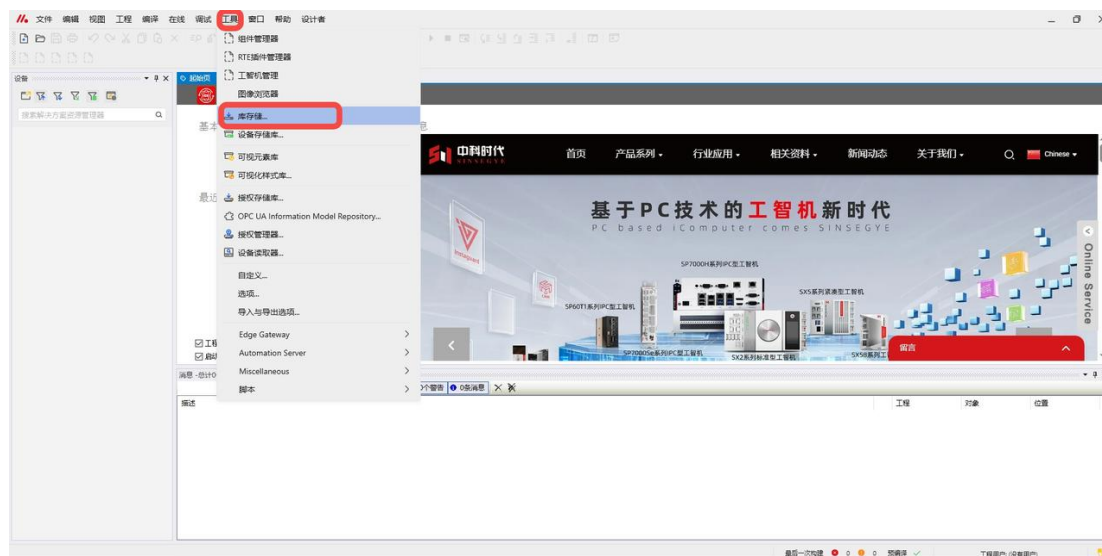 文件 编辑 视图 工程 编译 在线 调试 工具 窗口 帮助 设计者
组件管理器
RTE插件管理器
工智机管理
图像浏览器
库存储...
设备存储库...
可视元素库
可视化样式库...
授权存储库...
OPC UA Information Model Repository...
授权管理器...
设备读取器...
自定义...
选项...
导入与导出选项...
Edge Gateway
Automation Server
Miscellaneous
脚本
设备
搜索解决方案资源管理器
起始页
基本
最近
中科时代
SINSEGYE
首页 产品系列 行业应用 相关资料 新闻动态 关于我们 Chinese
基于PC技术的工智机新时代
PC based iComputer comes SINSEGYE
Instaguard
SP7000H系列IPC型工智机
SP60T1系列IPC型工智机
SX5系列紧凑型工智机
SP7000Se系列IPC型工智机
SX2系列标准型工智机
Online Service
留言
0个警告 0条消息
描述 工程 对象 位置
最后一次构建 0 0 预编译